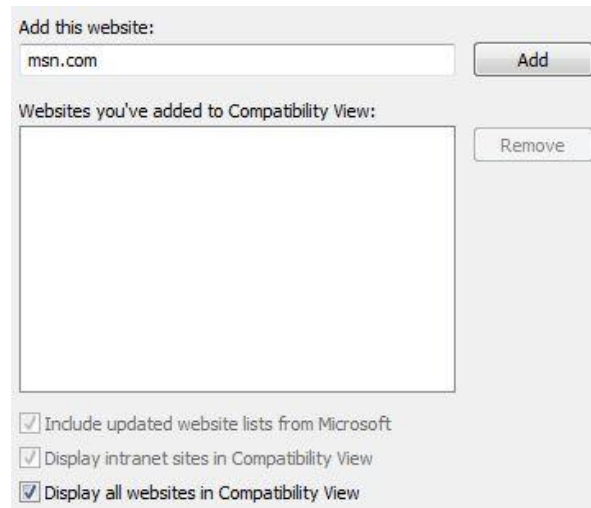 Add this website:
msn.com
Add
Websites you've added to Compatibility View:
Remove
Include updated website lists from Microsoft
Display intranet sites in Compatibility View
Display all websites in Compatibility View